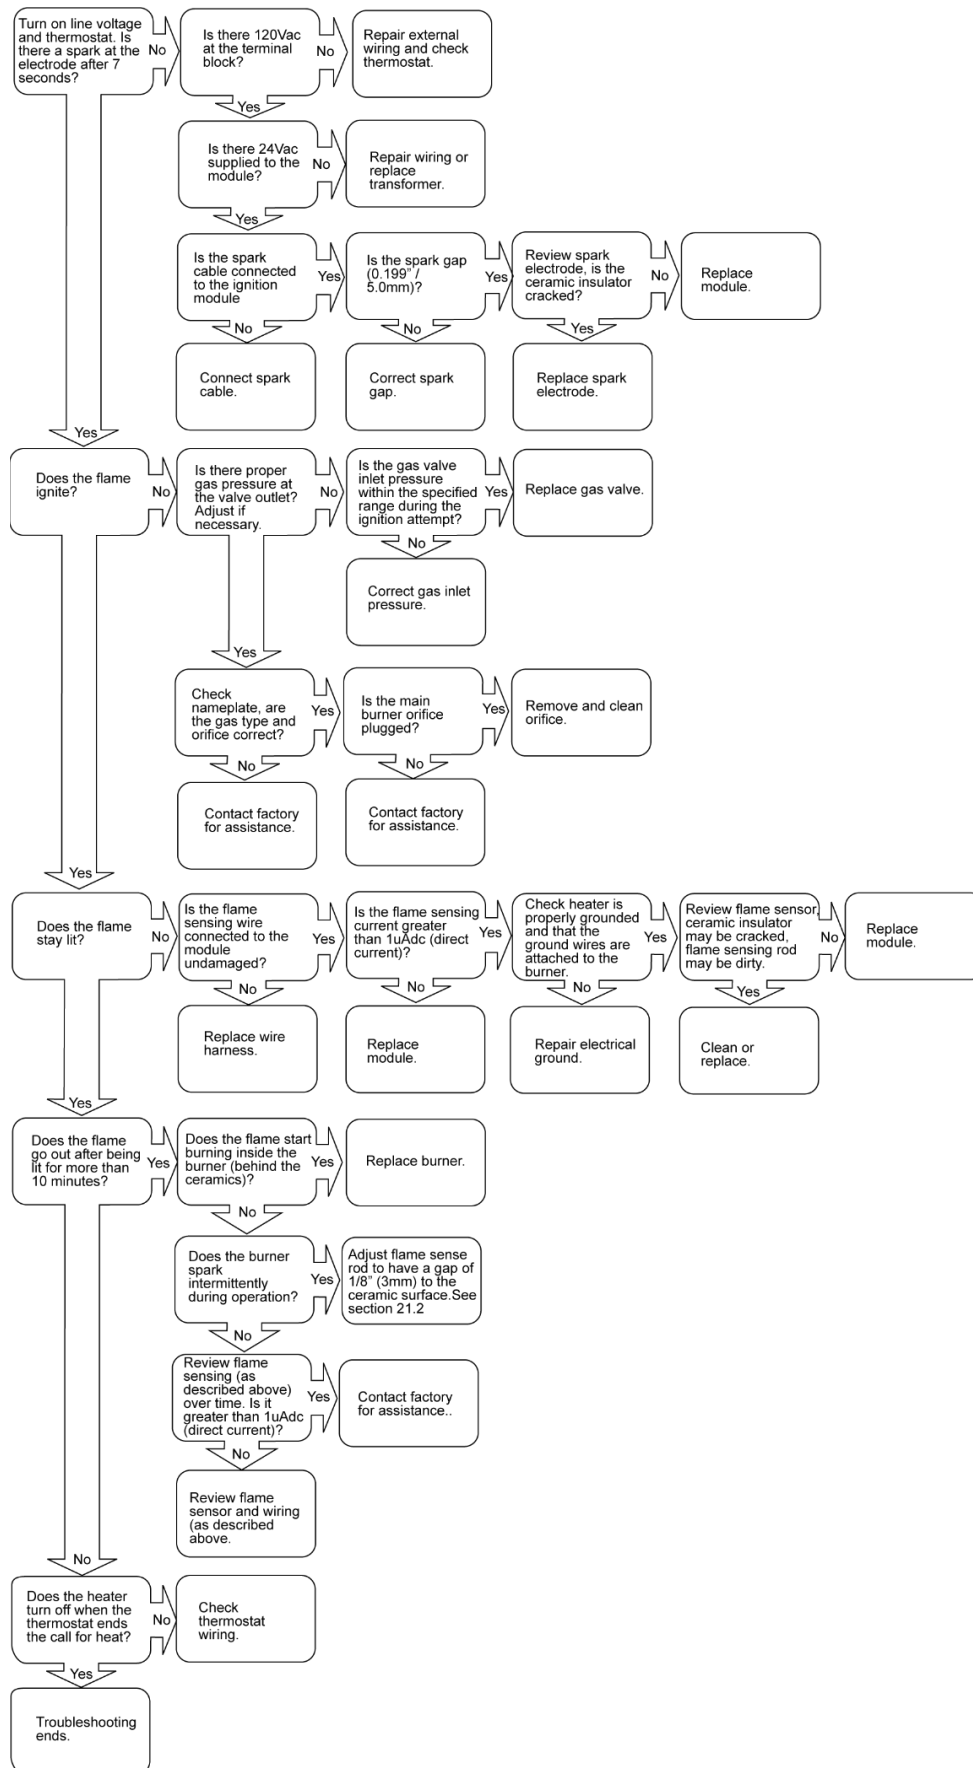 Turn on line voltage
and thermostat. Is
there a spark at the
electrode after 7
seconds?
No
Is there 120Vac
at the terminal
block?
No
Repair external
wiring and check
thermostat.
Yes
Is there 24Vac
supplied to the
module?
No
Repair wiring or
replace
transformer.
Yes
Is the spark
cable connected
to the ignition
module
Yes
Is the spark gap
(0.199" /
5.0mm)?
Yes
Review spark
electrode, is the
ceramic insulator
cracked?
No
Replace
module.
No
No
Yes
Connect spark
cable.
Correct spark
gap.
Replace spark
electrode.
Yes
Does the flame
ignite?
No
Is there proper
gas pressure at
the valve outlet?
Adjust if
necessary.
No
Is the gas valve
inlet pressure
within the specified
range during the
ignition attempt?
Yes
Replace gas valve.
No
Correct gas inlet
pressure.
Yes
Check
nameplate, are
the gas type and
orifice correct?
Yes
Is the main
burner orifice
plugged?
Yes
Remove and clean
orifice.
No
No
Contact factory
for assistance.
Contact factory
for assistance.
Yes
Does the flame
stay lit?
No
Is the flame
sensing wire
connected to the
module
undamaged?
Yes
Is the flame sensing
current greater
than 1uAdc (direct
current)?
Yes
Check heater is
properly grounded
and that the
ground wires are
attached to the
burner.
Yes
Review flame sensor,
ceramic insulator
may be cracked,
flame sensing rod
may be dirty.
No
Replace
module.
No
No
No
Yes
Replace wire
harness.
Replace
module.
Repair electrical
ground.
Clean or
replace.
Yes
Does the flame
go out after being
lit for more than
10 minutes?
Yes
Does the flame start
burning inside the
burner (behind the
ceramics)?
Yes
Replace burner.
No
Does the burner
spark
intermittently
during operation?
Yes
Adjust flame sense
rod to have a gap of
1/8" (3mm) to the
ceramic surface.See
section 21.2
No
Review flame
sensing (as
described above)
over time. Is it
greater than 1uAdc
(direct current)?
Yes
Contact factory
for assistance..
No
Review flame
sensor and wiring
(as described
above.
No
Does the heater
turn off when the
thermostat ends
the call for heat?
No
Check
thermostat
wiring.
Yes
Troubleshooting
ends.